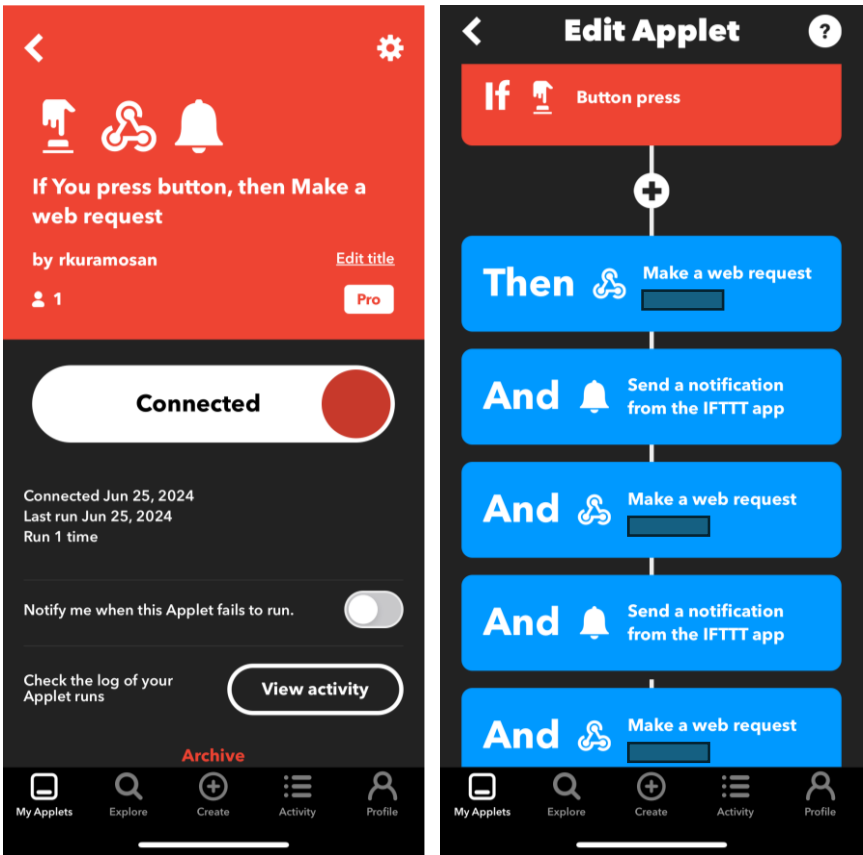 If You press button, then Make a
web request
by rkuramosan
Edit title
1
Pro
Connected
Connected Jun 25, 2024
Last run Jun 25, 2024
Run 1 time
Notify me when this Applet fails to run.
Check the log of your
Applet runs
View activity
Archive
My Applets
Explore
Create
Activity
Profile
Edit Applet
?
If
Button press
Then
Make a web request
And
Send a notification
from the IFTTT app
And
Make a web request
And
Send a notification
from the IFTTT app
And
Make a web request
My Applets
Explore
Create
Activity
Profile